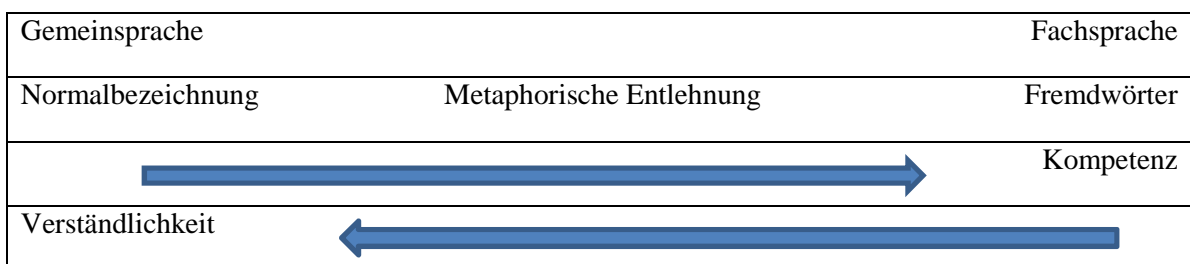 Gemeinsprache Fachsprache
Normalbezeichnung Metaphorische Entlehnung Fremdwörter
Kompetenz
Verständlichkeit